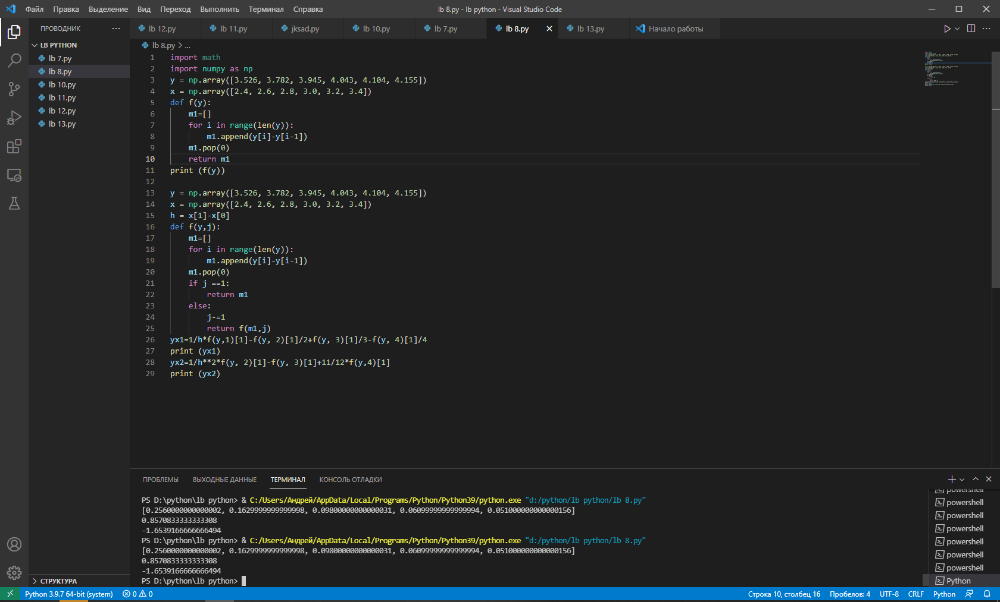 Файл Правка Выделение Вид Переход Выполнить Терминал Справка lb 8.py - lb python - Visual Studio Code
ПРОВОДНИК
LB PYTHON
lb 7.py
lb 8.py
lb 10.py
lb 11.py
lb 12.py
lb 13.py
СТРУКТУРА
lb 12.py lb 11.py jksad.py lb 10.py lb 7.py lb 8.py lb 13.py Начало работы
lb 8.py > ...
1 import math
2 import numpy as np
3 y = np.array([3.526, 3.782, 3.945, 4.043, 4.104, 4.155])
4 x = np.array([2.4, 2.6, 2.8, 3.0, 3.2, 3.4])
5 def f(y):
6 m1=[]
7 for i in range(len(y)):
8 m1.append(y[i]-y[i-1])
9 m1.pop(0)
10 return m1
11 print (f(y))
12
13 y = np.array([3.526, 3.782, 3.945, 4.043, 4.104, 4.155])
14 x = np.array([2.4, 2.6, 2.8, 3.0, 3.2, 3.4])
15 h = x[1]-x[0]
16 def f(y,j):
17 m1=[]
18 for i in range(len(y)):
19 m1.append(y[i]-y[i-1])
20 m1.pop(0)
21 if j ==1:
22 return m1
23 else:
24 j-=1
25 return f(m1,j)
26 yx1=1/h*f(y,1)[1]-f(y, 2)[1]/2+f(y, 3)[1]/3-f(y, 4)[1]/4
27 print (yx1)
28 yx2=1/h**2*f(y, 2)[1]-f(y, 3)[1]+11/12*f(y,4)[1]
29 print (yx2)
ПРОБЛЕМЫ ВЫХОДНЫЕ ДАННЫЕ ТЕРМИНАЛ КОНСОЛЬ ОТЛАДКИ
PS D:\python\lb python> & C:/Users/Андрей/AppData/Local/Programs/Python/Python39/python.exe "d:/python/lb python/lb 8.py"
[0.2560000000000002, 0.1629999999999998, 0.09800000000000031, 0.06099999999999994, 0.051000000000000156]
0.8570833333333308
-1.6539166666666494
PS D:\python\lb python> & C:/Users/Андрей/AppData/Local/Programs/Python/Python39/python.exe "d:/python/lb python/lb 8.py"
[0.2560000000000002, 0.1629999999999998, 0.09800000000000031, 0.06099999999999994, 0.051000000000000156]
0.8570833333333308
-1.6539166666666494
PS D:\python\lb python>
powershell
powershell
powershell
powershell
powershell
powershell
powershell
Python
Python 3.9.7 64-bit (system) 0 0 Строка 10, столбец 16 Пробелов: 4 UTF-8 CRLF Python